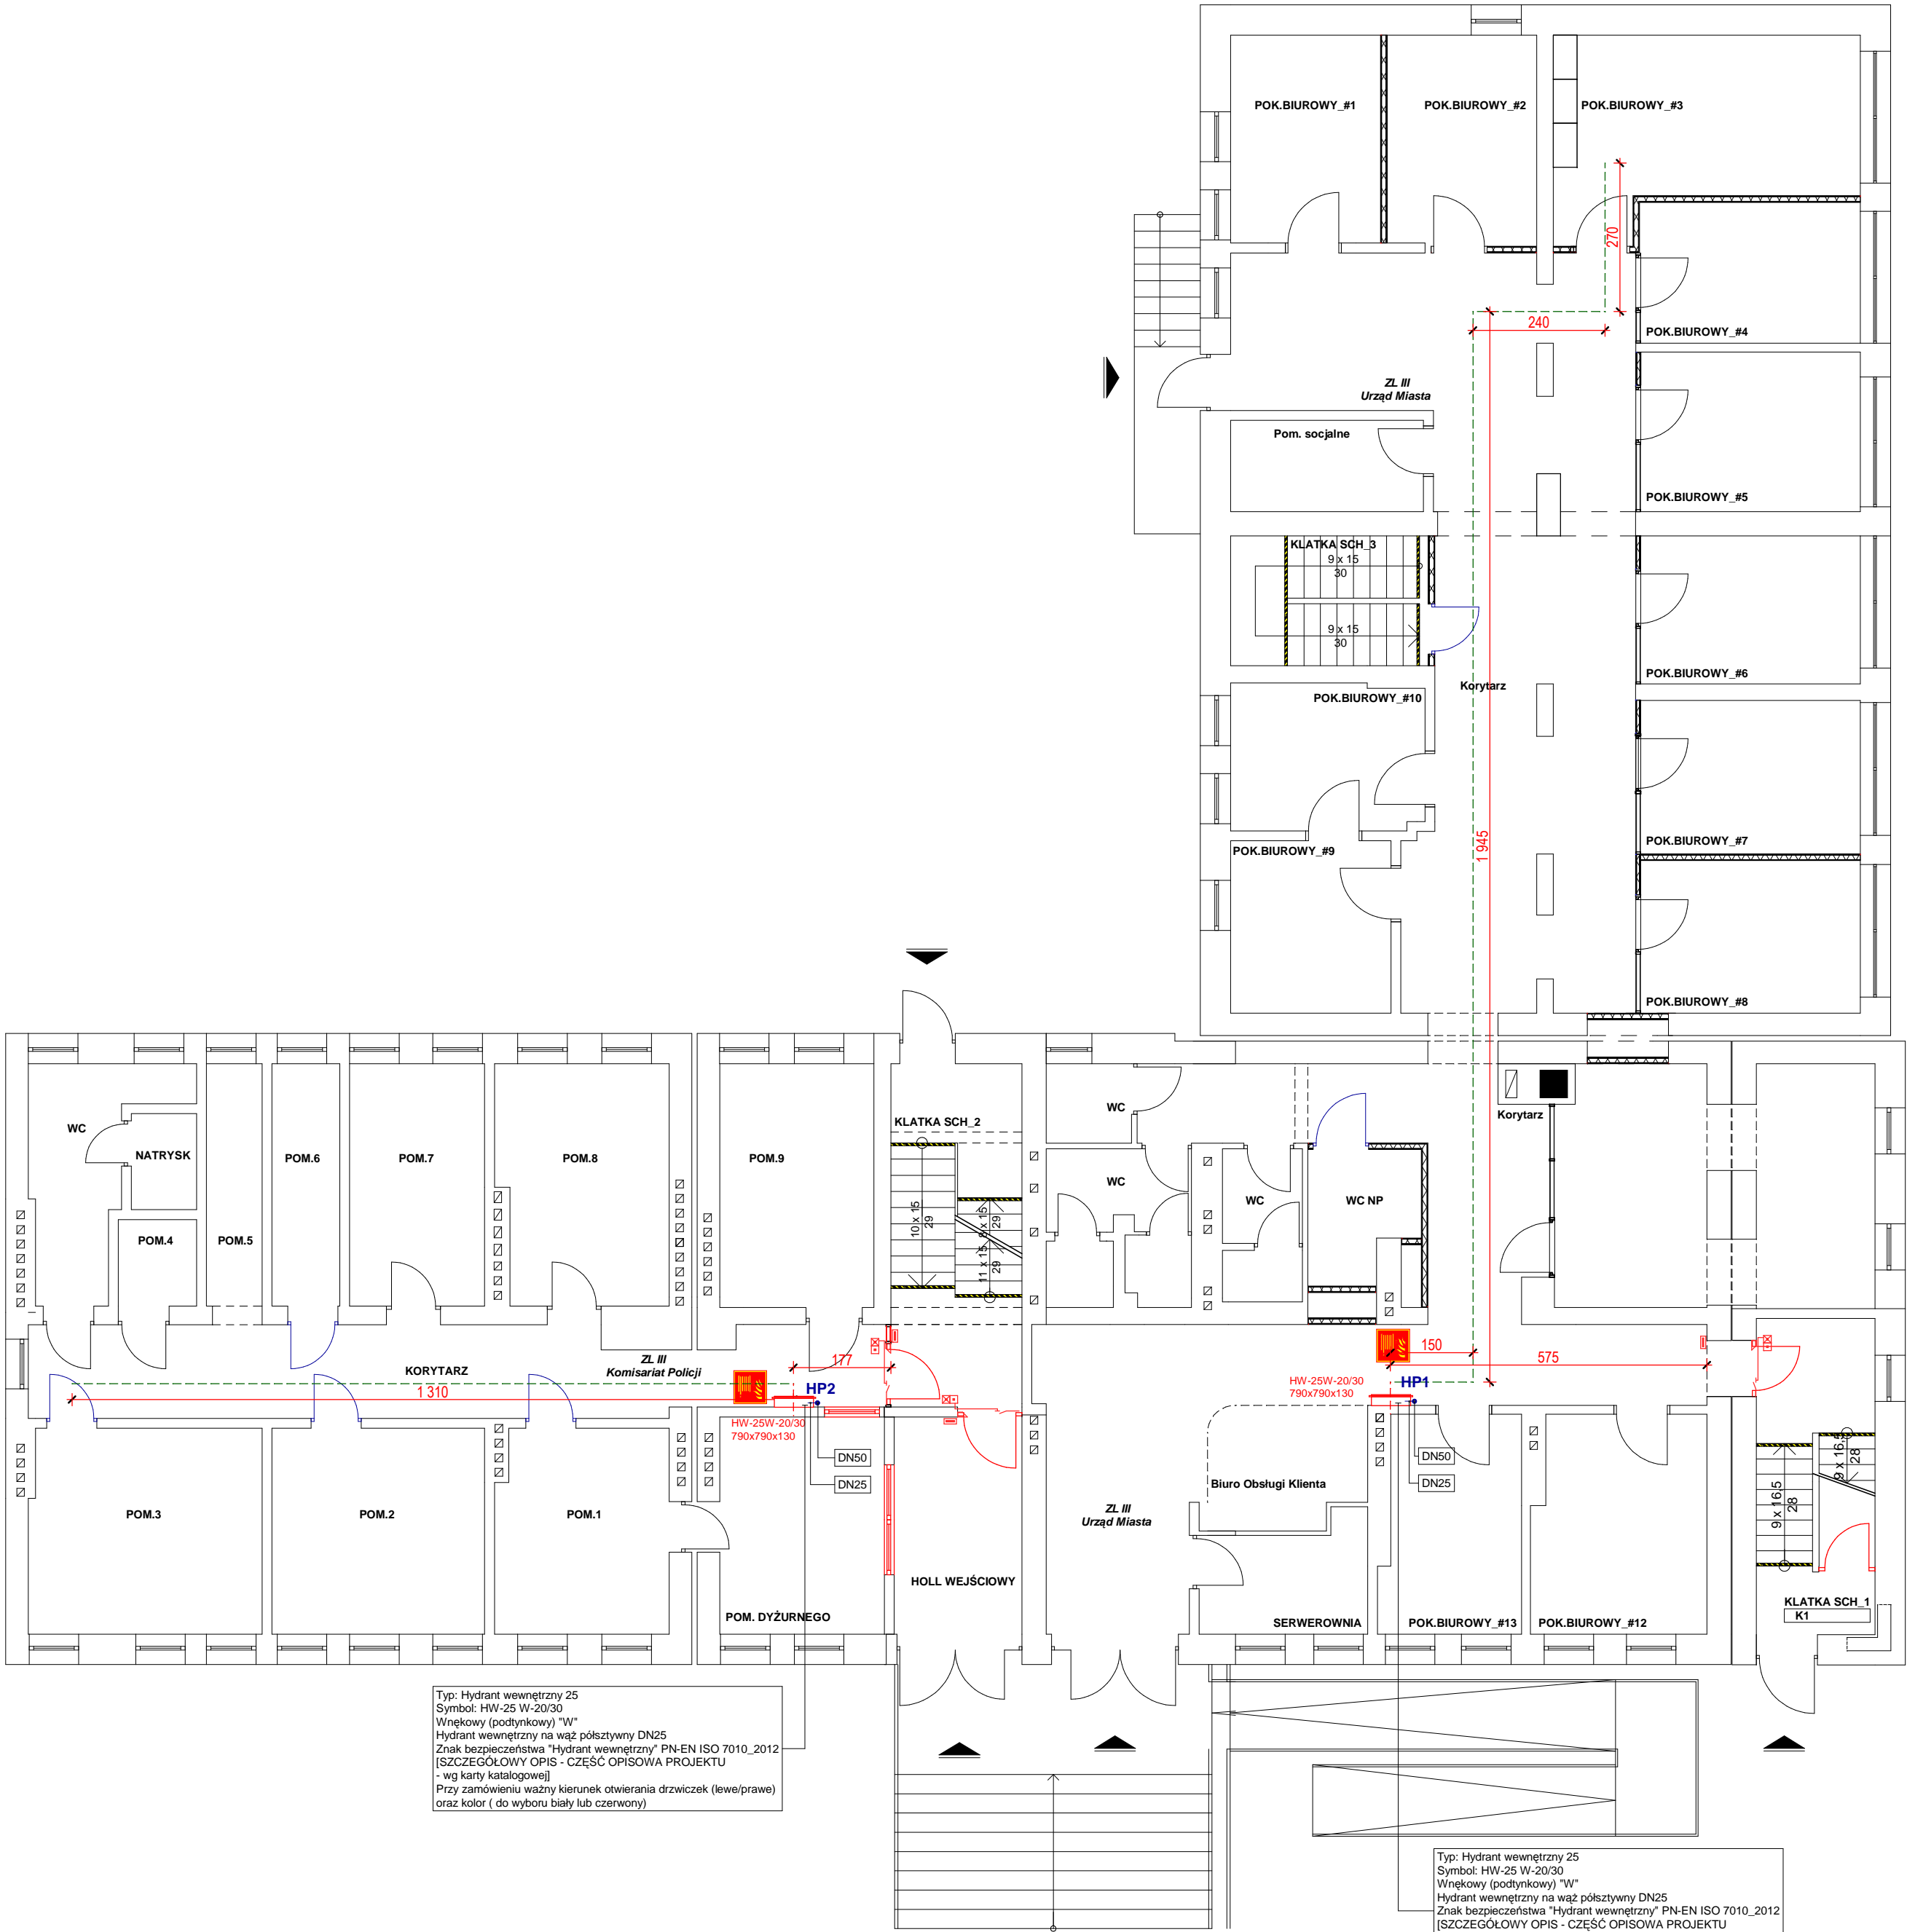 POK.BIUROWY_#1
POK.BIUROWY_#2
POK.BIUROWY_#3
270
240
POK.BIUROWY_#4
ZL III
Urząd Miasta
Pom. socjalne
POK.BIUROWY_#5
KLATKA SCH_3
9 x 15
30
9 x 15
30
POK.BIUROWY_#6
Korytarz
POK.BIUROWY_#10
1 945
POK.BIUROWY_#7
POK.BIUROWY_#9
POK.BIUROWY_#8
WC
NATRYSK
POM.6
POM.7
POM.8
POM.9
KLATKA SCH_2
WC
Korytarz
POM.4
POM.5
10 x 15
29
8 x 15
29
11 x 15
29
WC
WC
WC NP
KORYTARZ
ZL III
Komisariat Policji
177
150
575
1 310
HP2
HW-25W-20/30
790x790x130
HP1
HW-25W-20/30
790x790x130
DN50
DN25
DN50
DN25
Biuro Obsługi Klienta
9 x 16,5
28
9 x 16,5
28
POM.3
POM.2
POM.1
ZL III
Urząd Miasta
HOLL WEJŚCIOWY
POM. DYŻURNEGO
SERWEROWNIA
POK.BIUROWY_#13
POK.BIUROWY_#12
KLATKA SCH_1
K1
Typ: Hydrant wewnętrzny 25
Symbol: HW-25 W-20/30
Wnękowy (podtynkowy) "W"
Hydrant wewnętrzny na wąż półsztywny DN25
Znak bezpieczeństwa "Hydrant wewnętrzny" PN-EN ISO 7010_2012
[SZCZEGÓŁOWY OPIS - CZĘŚĆ OPISOWA PROJEKTU
- wg karty katalogowej]
Przy zamówieniu ważny kierunek otwierania drzwiczek (lewe/prawe)
oraz kolor ( do wyboru biały lub czerwony)
Typ: Hydrant wewnętrzny 25
Symbol: HW-25 W-20/30
Wnękowy (podtynkowy) "W"
Hydrant wewnętrzny na wąż półsztywny DN25
Znak bezpieczeństwa "Hydrant wewnętrzny" PN-EN ISO 7010_2012
[SZCZEGÓŁOWY OPIS - CZĘŚĆ OPISOWA PROJEKTU